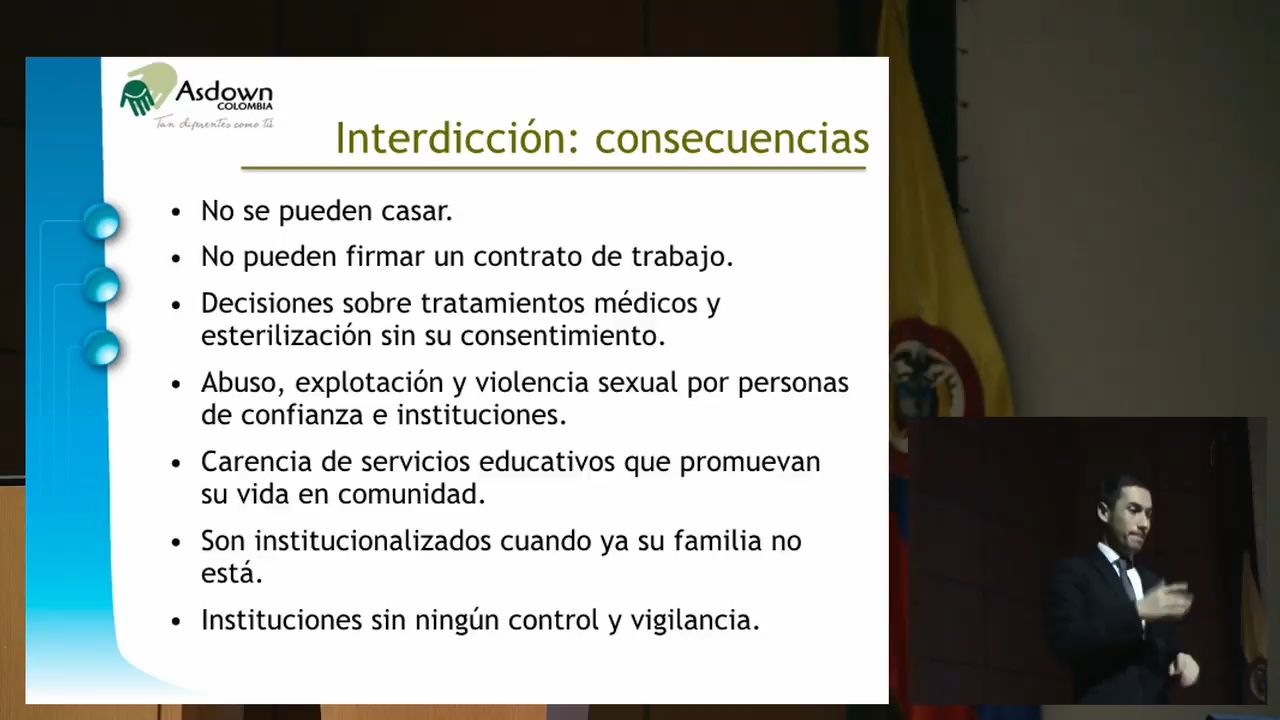 Asdown
COLOMBIA
Tan diferentes como tú
Interdicción: consecuencias
• No se pueden casar.
• No pueden firmar un contrato de trabajo.
• Decisiones sobre tratamientos médicos y
esterilización sin su consentimiento.
• Abuso, explotación y violencia sexual por personas
de confianza e instituciones.
• Carencia de servicios educativos que promuevan
su vida en comunidad.
• Son institucionalizados cuando ya su familia no
está.
• Instituciones sin ningún control y vigilancia.